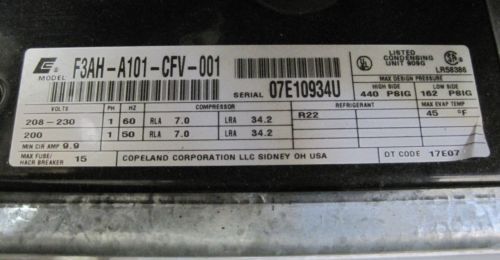 MODEL F3AH-A101-CFV-001
SERIAL 07E10934U
LISTED CONDENSING UNIT 909G
LR58386
MAX DESIGN PRESSURE
HIGH SIDE 440 PSIG LOW SIDE 162 PSIG
VOLTS PH HZ COMPRESSOR REFRIGERANT MAX EVAP TEMP
208-230 1 60 RLA 7.0 LRA 34.2 R22 45 °F
200 1 50 RLA 7.0 LRA 34.2
MIN CIR AMP 9.9
MAX FUSE/
HACR BREAKER 15 COPELAND CORPORATION LLC SIDNEY OH USA DT CODE 17E07